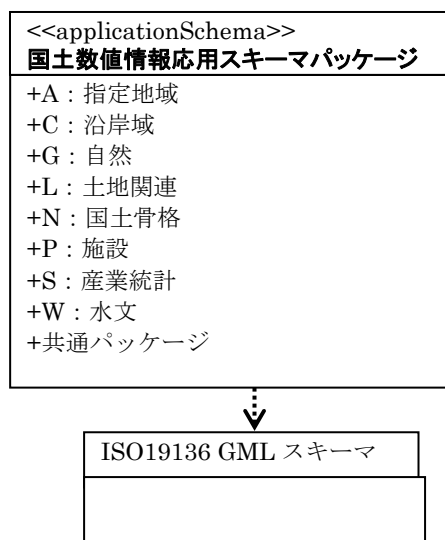 <<applicationSchema>>
国土数値情報応用スキーマパッケージ
+A：指定地域
+C：沿岸域
+G：自然
+L：土地関連
+N：国土骨格
+P：施設
+S：産業統計
+W：水文
+共通パッケージ
ISO19136 GML スキーマ